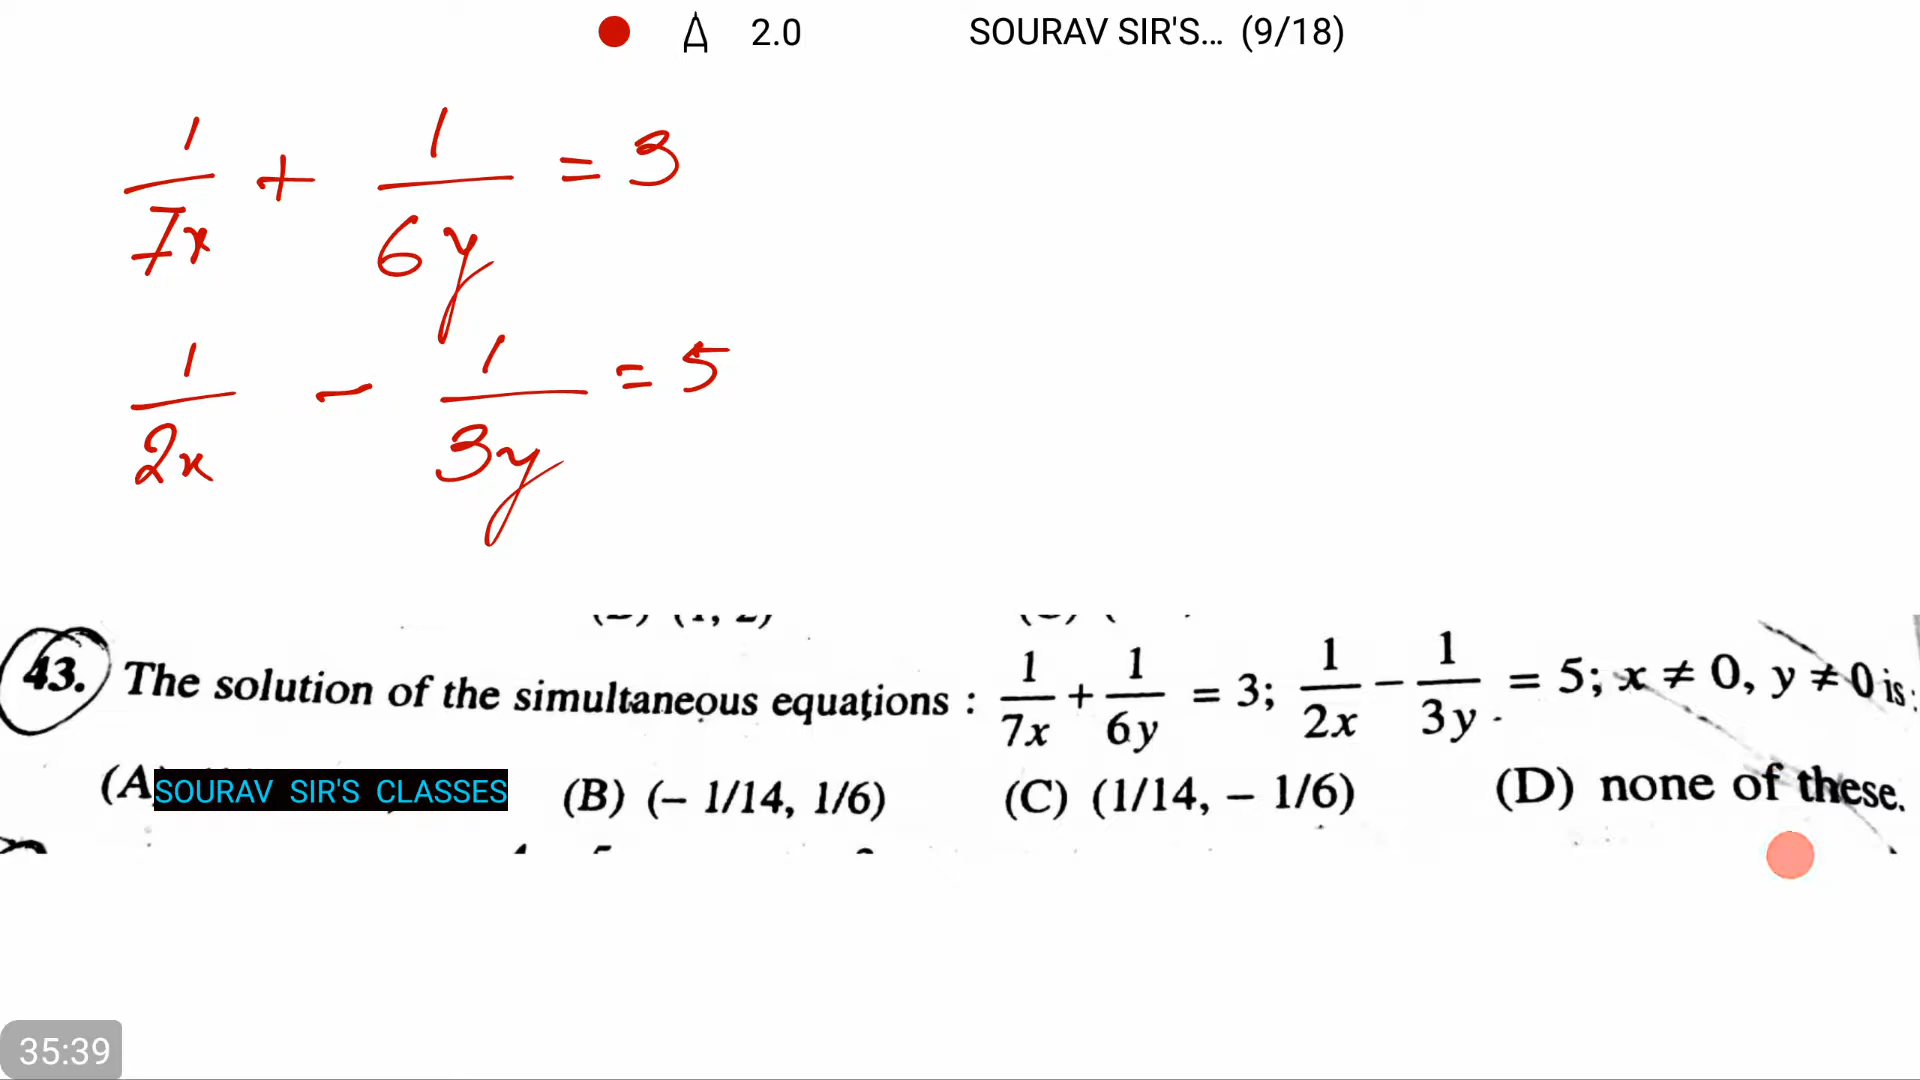 A 2.0 SOURAV SIR'S... (9/18)
1/7x + 1/6y = 3
1/2x - 1/3y = 5
43. The solution of the simultaneous equations : 1/7x + 1/6y = 3; 1/2x - 1/3y = 5; x ≠ 0, y ≠ 0 is:
(A) SOURAV SIR'S CLASSES (B) (– 1/14, 1/6) (C) (1/14, – 1/6) (D) none of these.
35:39